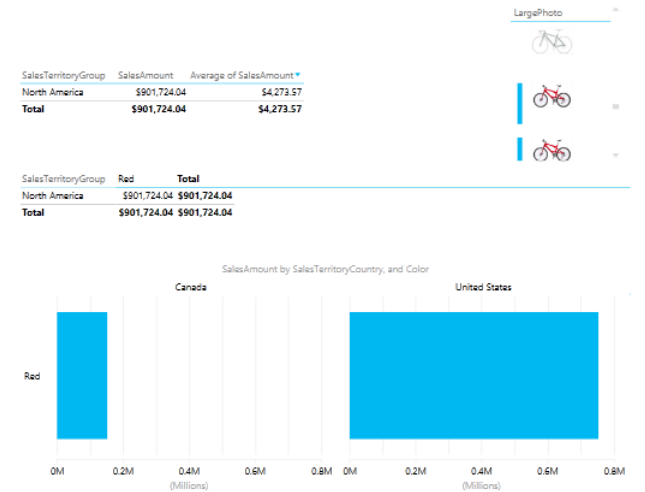 LargePhoto
SalesTerritoryGroup SalesAmount Average of SalesAmount
North America $901,724.04 $4,273.57
Total $901,724.04 $4,273.57
SalesTerritoryGroup Red Total
North America $901,724.04 $901,724.04
Total $901,724.04 $901,724.04
SalesAmount by SalesTerritoryCountry, and Color
Canada United States
Red
0M 0.2M 0.4M 0.6M 0.8M 0M 0.2M 0.4M 0.6M 0.8M
(Millions) (Millions)